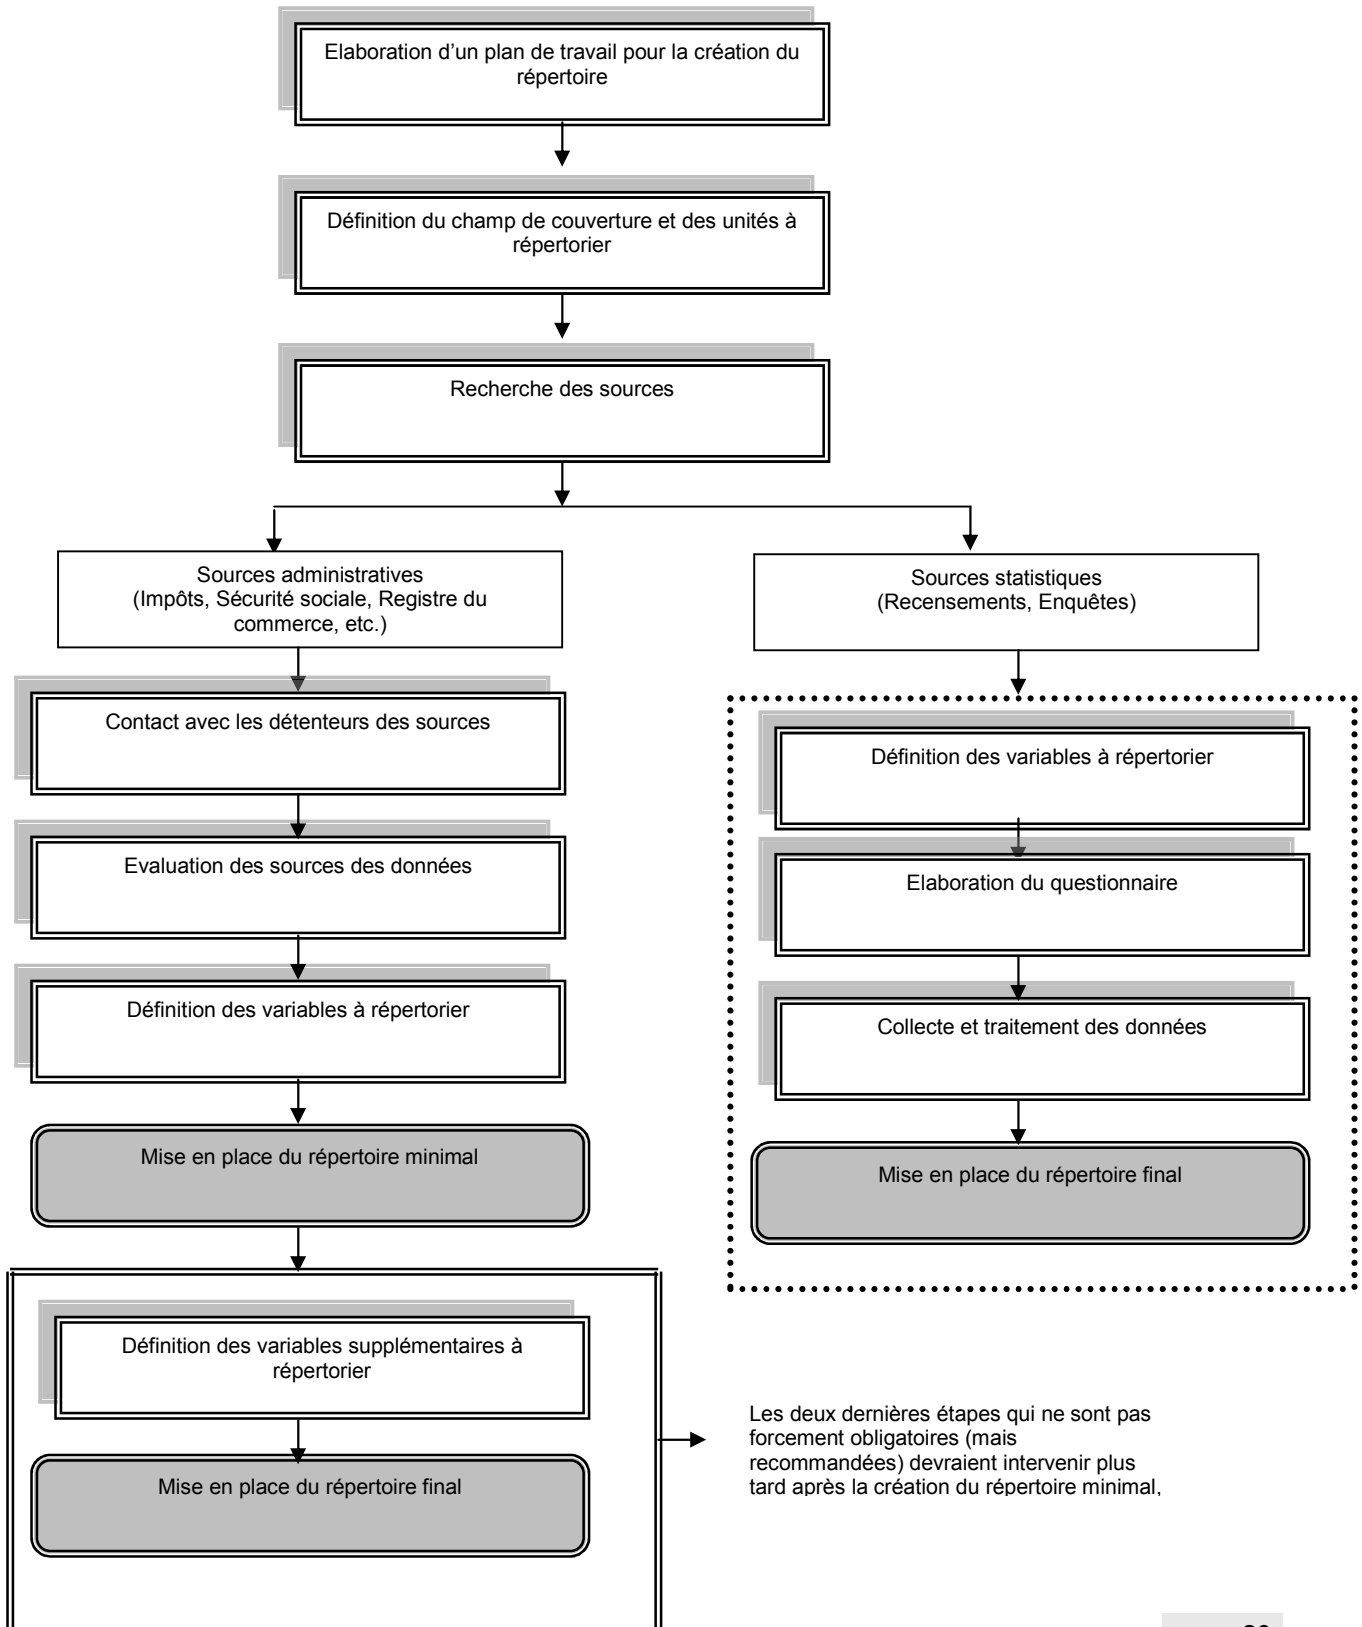 Elaboration d’un plan de travail pour la création du
répertoire
Définition du champ de couverture et des unités à
répertorier
Recherche des sources
Sources administratives
(Impôts, Sécurité sociale, Registre du
commerce, etc.)
Contact avec les détenteurs des sources
Evaluation des sources des données
Définition des variables à répertorier
Mise en place du répertoire minimal
Définition des variables supplémentaires à
répertorier
Mise en place du répertoire final
Sources statistiques
(Recensements, Enquêtes)
Définition des variables à répertorier
Elaboration du questionnaire
Collecte et traitement des données
Mise en place du répertoire final
Les deux dernières étapes qui ne sont pas
forcement obligatoires (mais
recommandées) devraient intervenir plus
tard après la création du répertoire minimal,